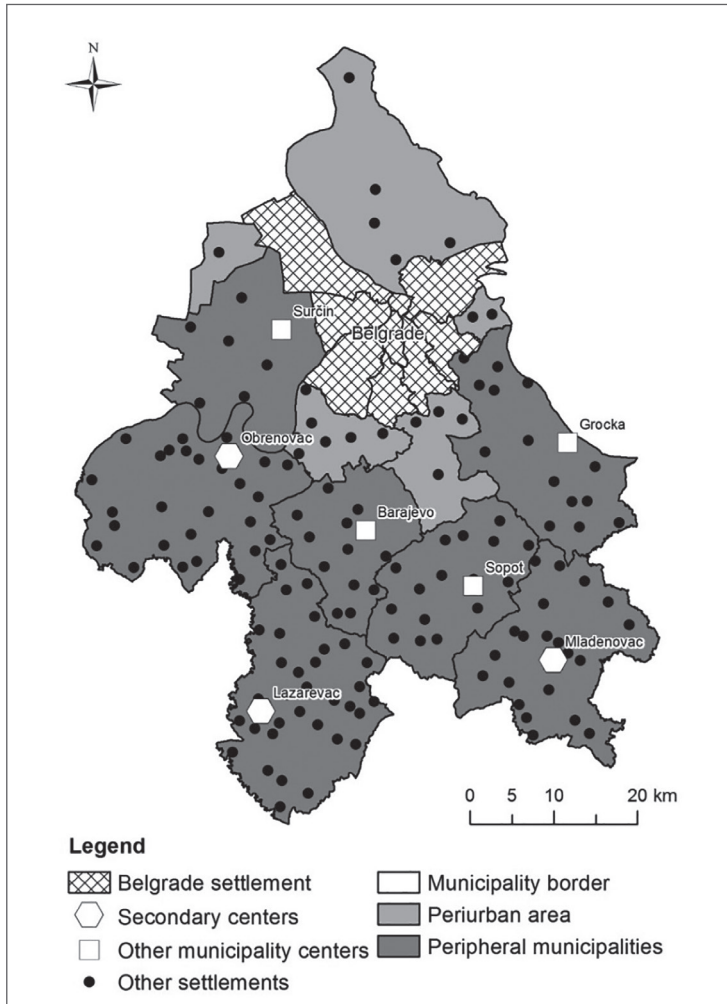 N
Surčin
Belgrade
Grocka
Obrenovac
Barajevo
Sopot
Mladenovac
Lazarevac
0 5 10 20 km
Legend
Belgrade settlement
Secondary centers
Other municipality centers
Other settlements
Municipality border
Periurban area
Peripheral municipalities